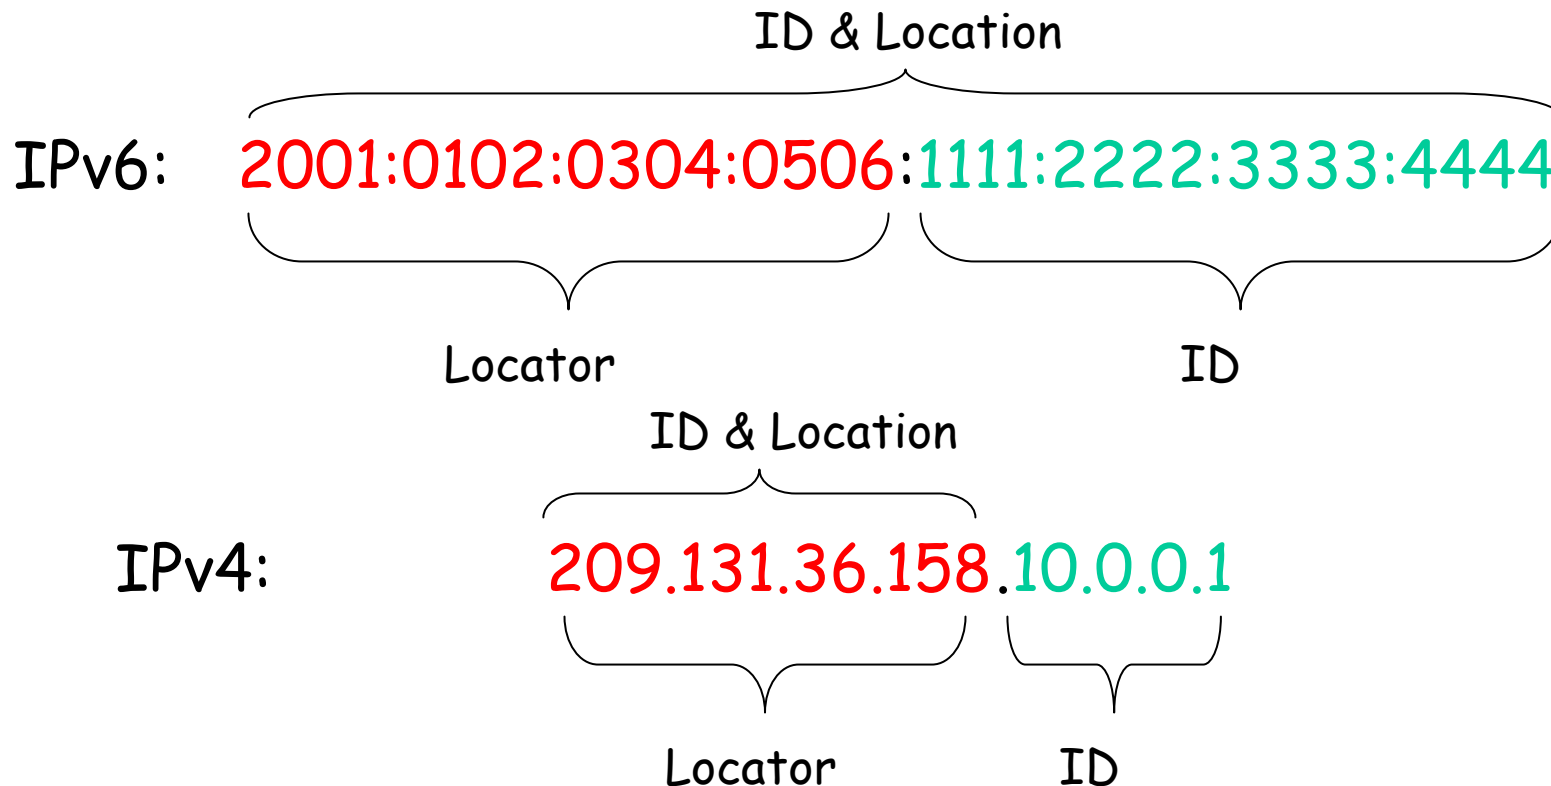 ID & Location
IPv6: 2001:0102:0304:0506:1111:2222:3333:4444
Locator ID
ID & Location
IPv4: 209.131.36.158.10.0.0.1
Locator ID